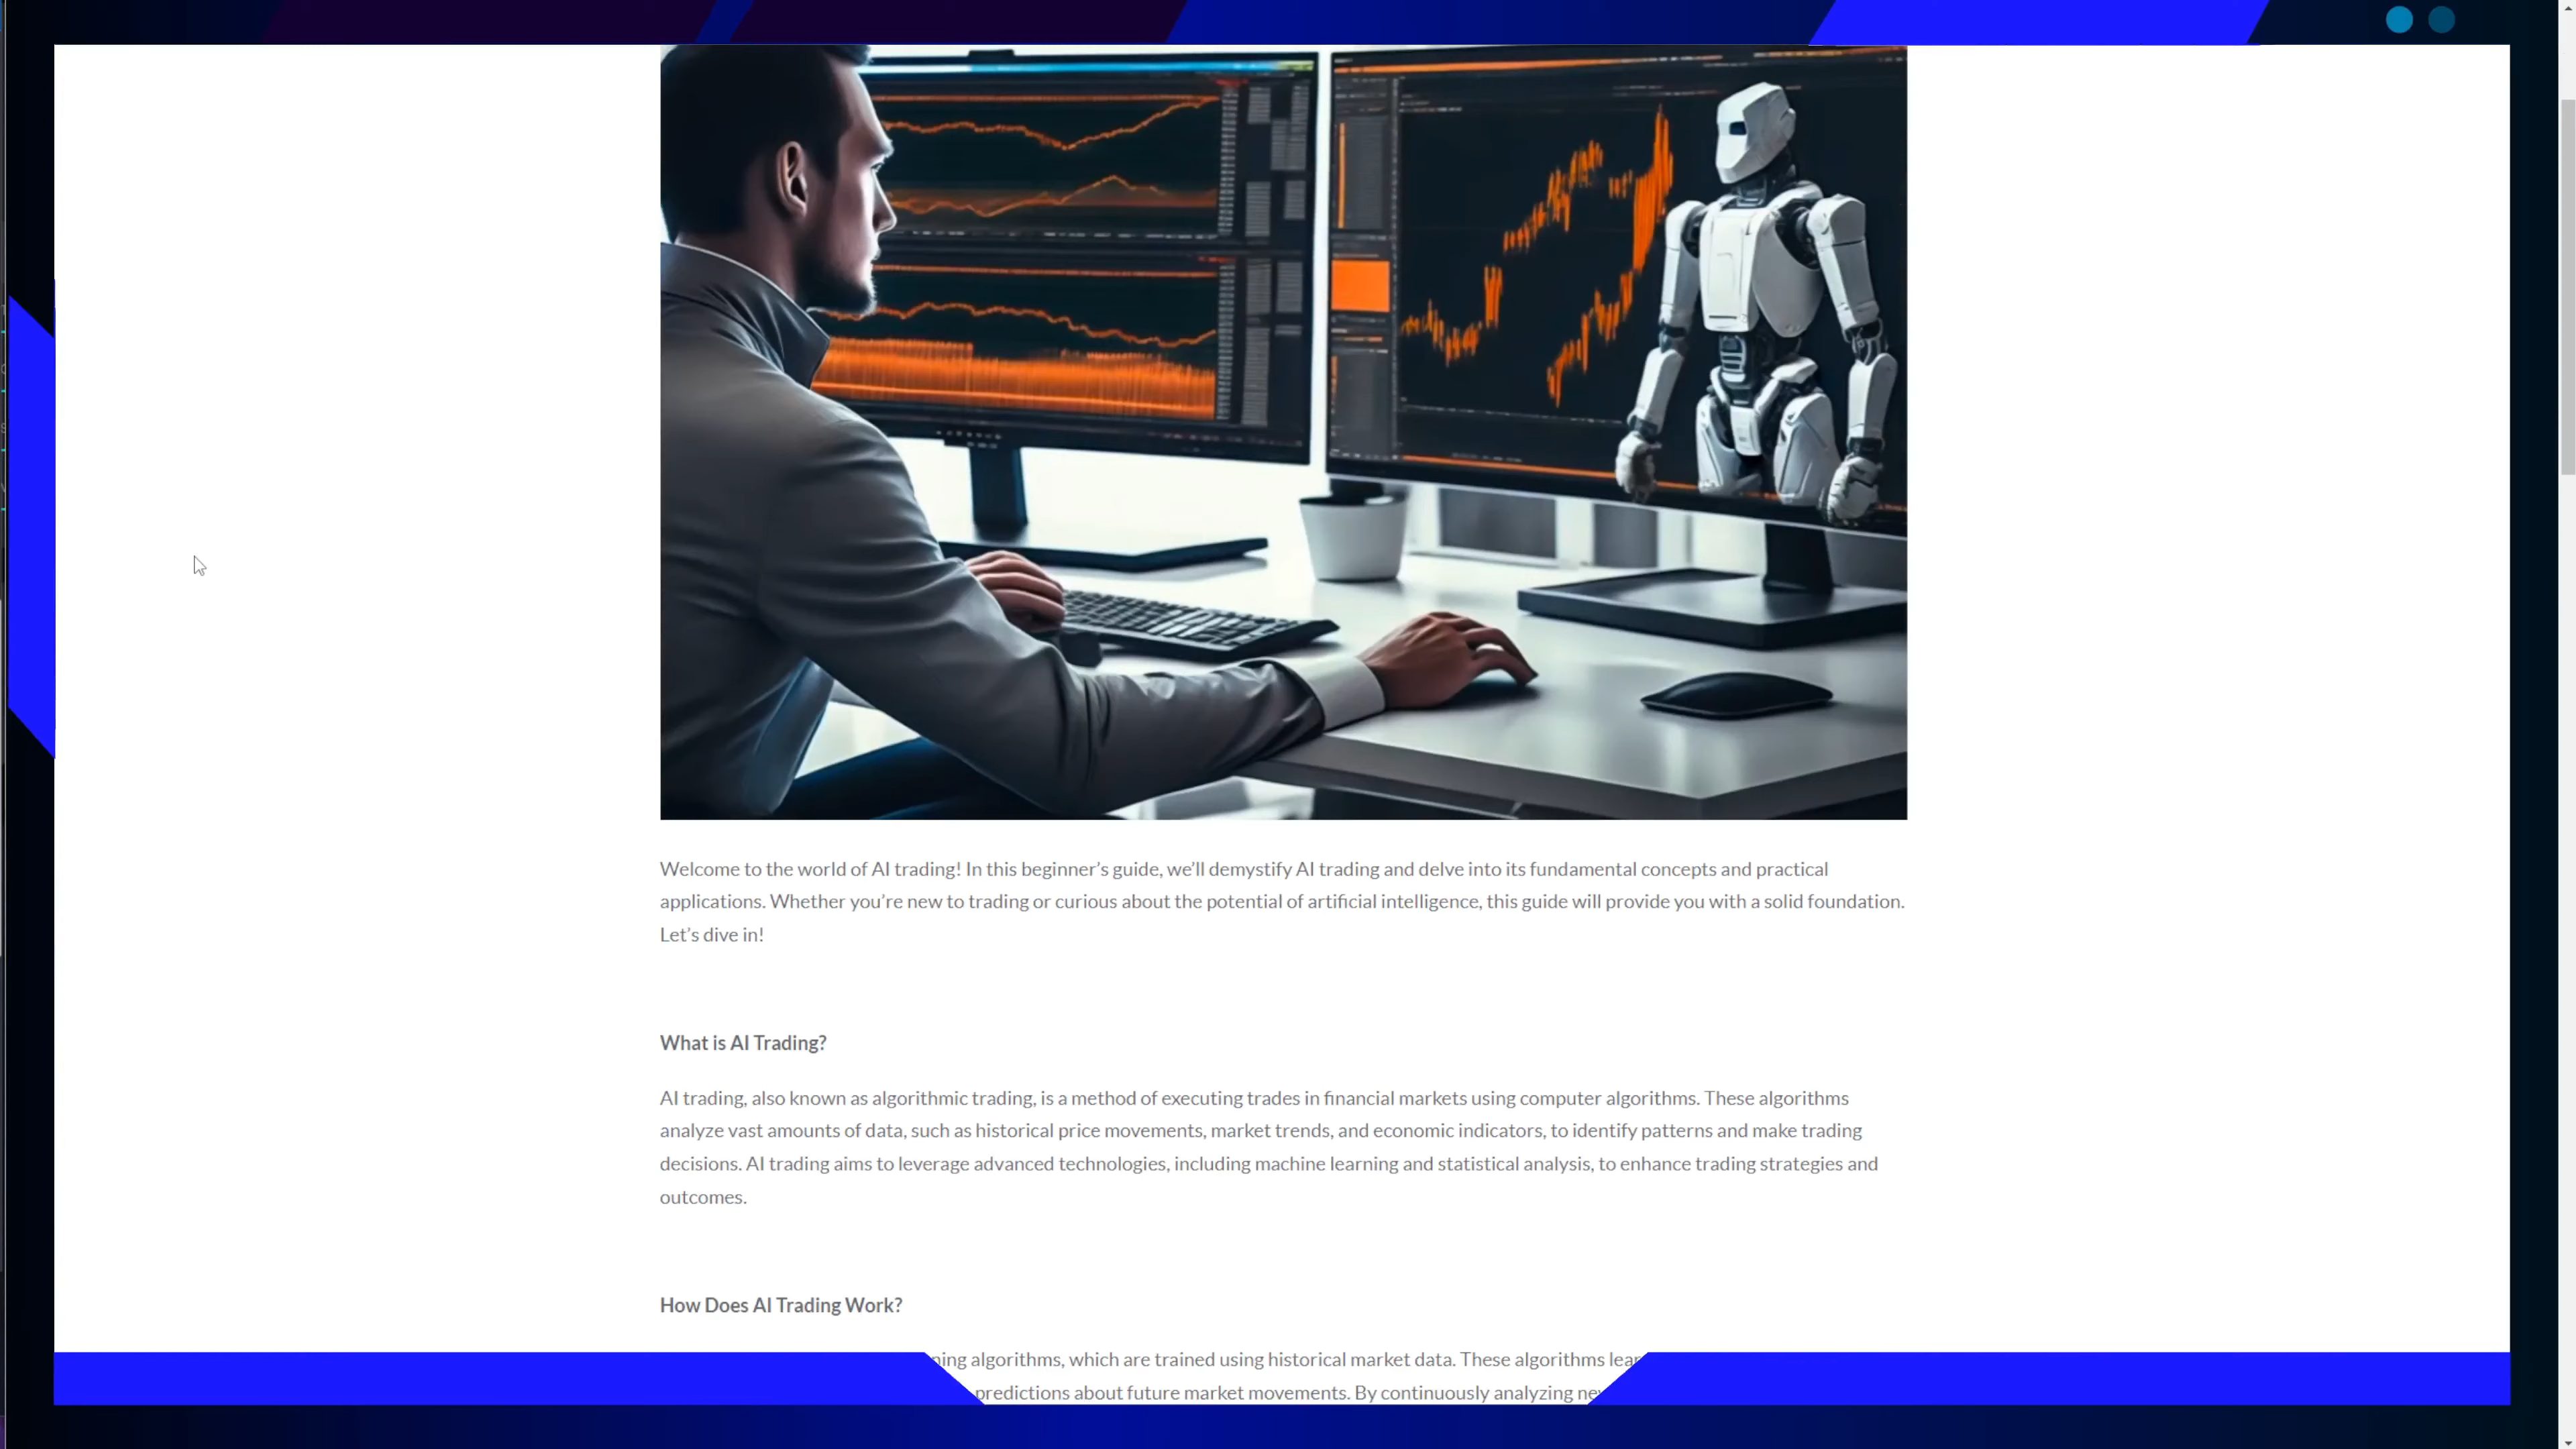 Welcome to the world of AI trading! In this beginner’s guide, we’ll demystify AI trading and delve into its fundamental concepts and practical
applications. Whether you’re new to trading or curious about the potential of artificial intelligence, this guide will provide you with a solid foundation.
Let’s dive in!
What is AI Trading?
AI trading, also known as algorithmic trading, is a method of executing trades in financial markets using computer algorithms. These algorithms
analyze vast amounts of data, such as historical price movements, market trends, and economic indicators, to identify patterns and make trading
decisions. AI trading aims to leverage advanced technologies, including machine learning and statistical analysis, to enhance trading strategies and
outcomes.
How Does AI Trading Work?
algorithms, which are trained using historical market data. These algorithms
predictions about future market movements. By continuously analyzing